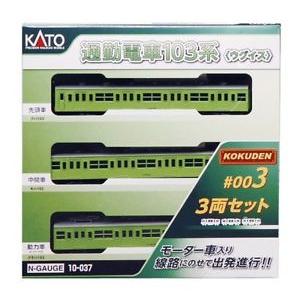 KATO
通勤電車103系
〈ウグイス〉
先頭車
KOKUDEN
#003
中間車
3両セット
動力車
モーター車入り
線路にのせて出発進行!!
N-GAUGE 10-037